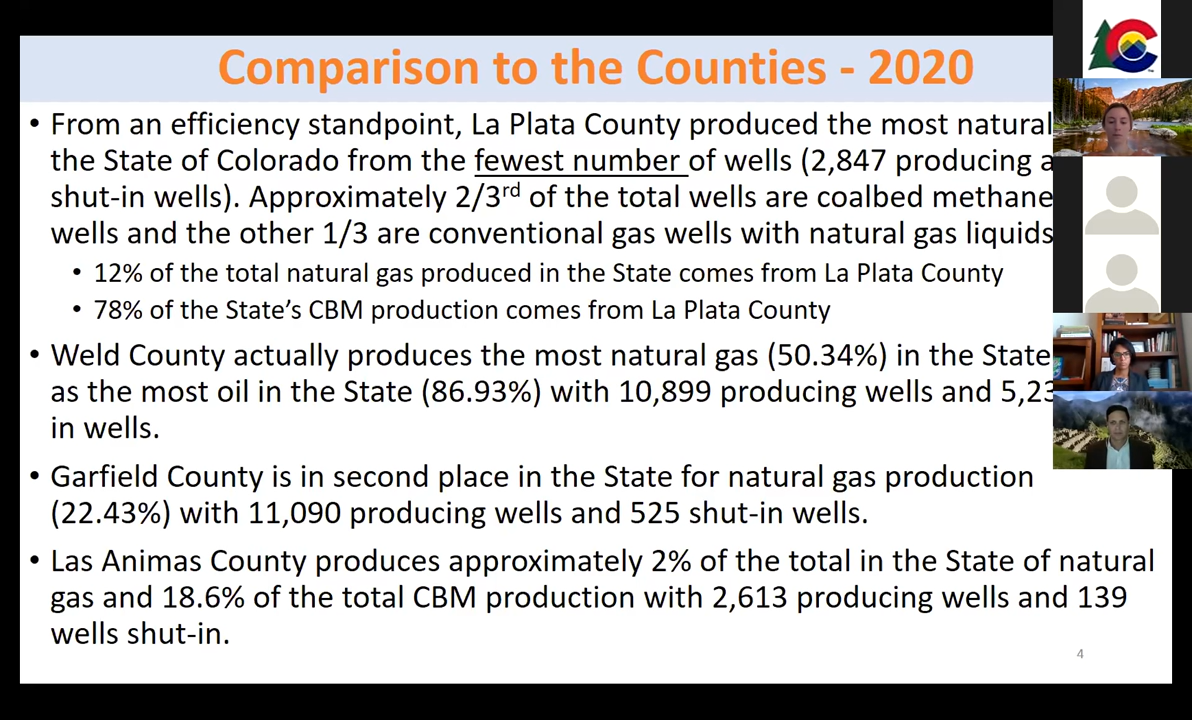 Comparison to the Counties - 2020
• From an efficiency standpoint, La Plata County produced the most natural
the State of Colorado from the fewest number of wells (2,847 producing
shut-in wells). Approximately 2/3rd of the total wells are coalbed methane
wells and the other 1/3 are conventional gas wells with natural gas liquids
• 12% of the total natural gas produced in the State comes from La Plata County
• 78% of the State’s CBM production comes from La Plata County
• Weld County actually produces the most natural gas (50.34%) in the State
as the most oil in the State (86.93%) with 10,899 producing wells and
in wells.
• Garfield County is in second place in the State for natural gas production
(22.43%) with 11,090 producing wells and 525 shut-in wells.
• Las Animas County produces approximately 2% of the total in the State of natural
gas and 18.6% of the total CBM production with 2,613 producing wells and 139
wells shut-in.
4